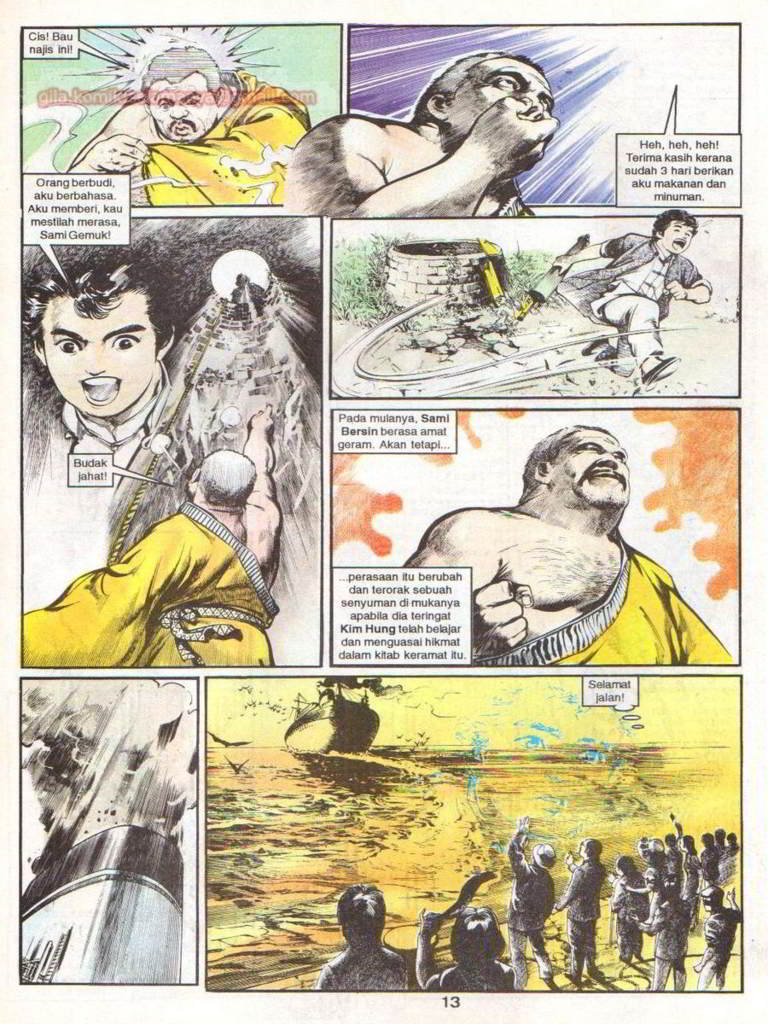 Cis! Bau
najis ini!
Heh, heh, heh!
Terima kasih kerana
sudah 3 hari berikan
aku makanan dan
minuman.
Orang berbudi,
aku berbahasa.
Aku memberi, kau
mestilah merasa,
Sami Gemuk!
Budak
jahat!
Pada mulanya, Sami
Bersin berasa amat
geram. Akan tetapi...
...perasaan itu berubah
dan terorak sebuah
senyuman di mukanya
apabila dia teringat
Kim Hung telah belajar
dan menguasai hikmat
dalam kitab keramat itu.
Selamat
jalan!
13